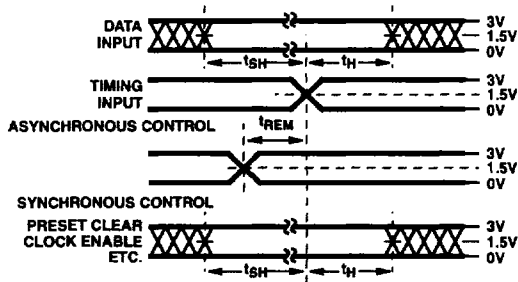 DATA
INPUT
3V
1.5V
0V
tSH
tH
TIMING
INPUT
3V
1.5V
0V
ASYNCHRONOUS CONTROL
tREM
3V
1.5V
0V
SYNCHRONOUS CONTROL
PRESET CLEAR
CLOCK ENABLE
ETC.
3V
1.5V
0V
tSH
tH